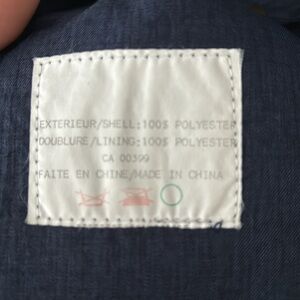 EXTERIEUR/SHELL:100% POLYESTER
DOUBLURE/LINING:100% POLYESTER
CA 00399
FAITE EN CHINE/MADE IN CHINA